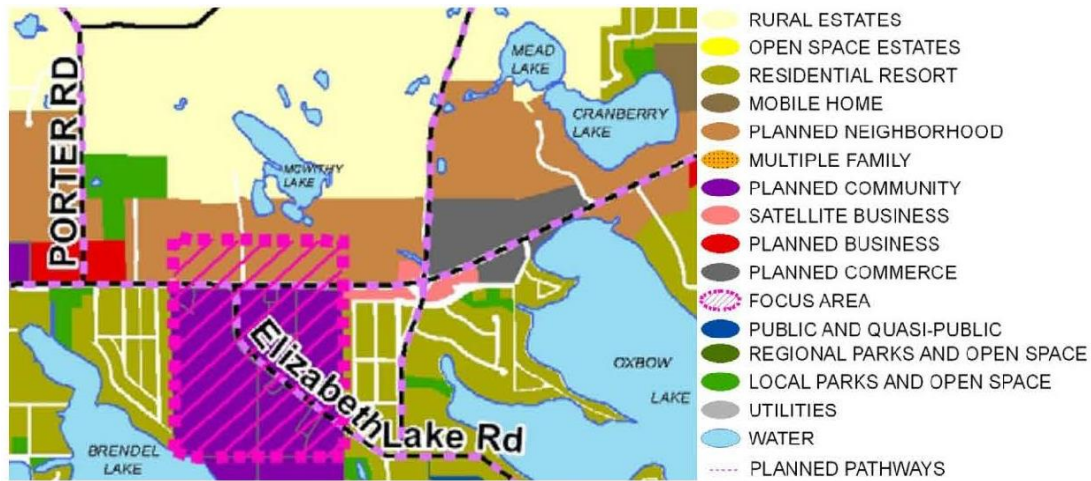 PORTER RD
MEAD
LAKE
CRANBERRY
LAKE
MCWITHY
LAKE
Elizabeth Lake Rd
OXBOW
LAKE
BRENDEL
LAKE
RURAL ESTATES
OPEN SPACE ESTATES
RESIDENTIAL RESORT
MOBILE HOME
PLANNED NEIGHBORHOOD
MULTIPLE FAMILY
PLANNED COMMUNITY
SATELLITE BUSINESS
PLANNED BUSINESS
PLANNED COMMERCE
FOCUS AREA
PUBLIC AND QUASI-PUBLIC
REGIONAL PARKS AND OPEN SPACE
LOCAL PARKS AND OPEN SPACE
UTILITIES
WATER
PLANNED PATHWAYS